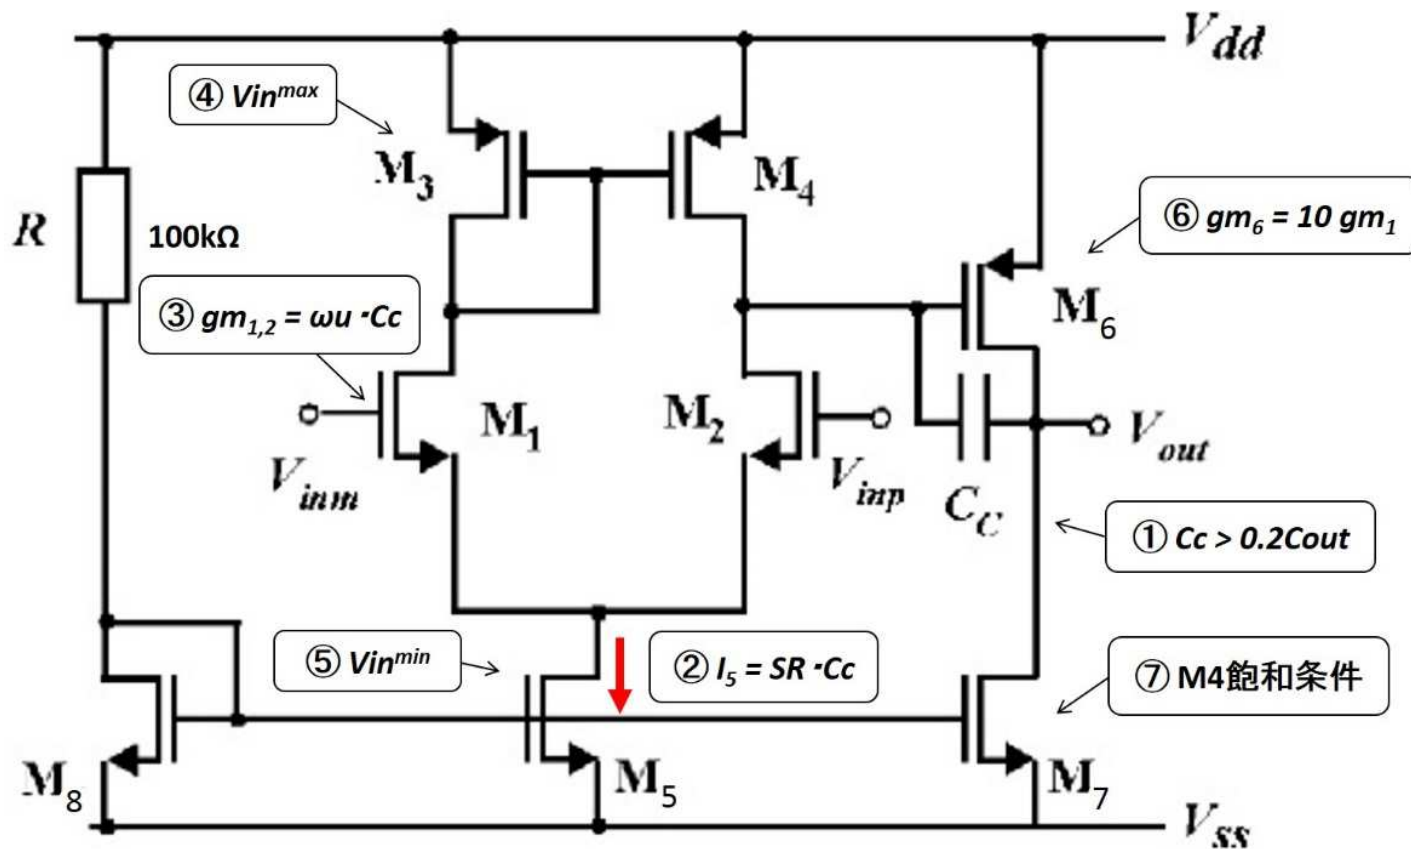 Vdd
④ Vinᵐᵃˣ
M3
M4
R
100kΩ
⑥ gm6 = 10 gm1
③ gm1,2 = ωu・Cc
M6
M1
M2
Vinm
Vinp
CC
Vout
① Cc > 0.2Cout
⑤ Vinᵐⁱⁿ
② I5 = SR・Cc
⑦ M4飽和条件
M8
M5
M7
Vss